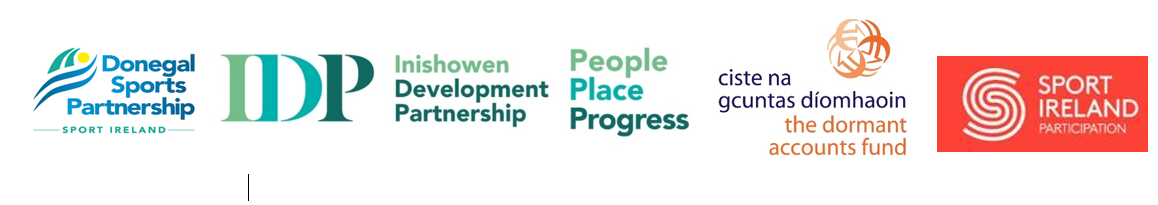 Donegal
Sports
Partnership
SPORT IRELAND
IDP
Inishowen
Development
Partnership
People
Place
Progress
ciste na
gcuntas díomhaoin
the dormant
accounts fund
SPORT
IRELAND
PARTICIPATION